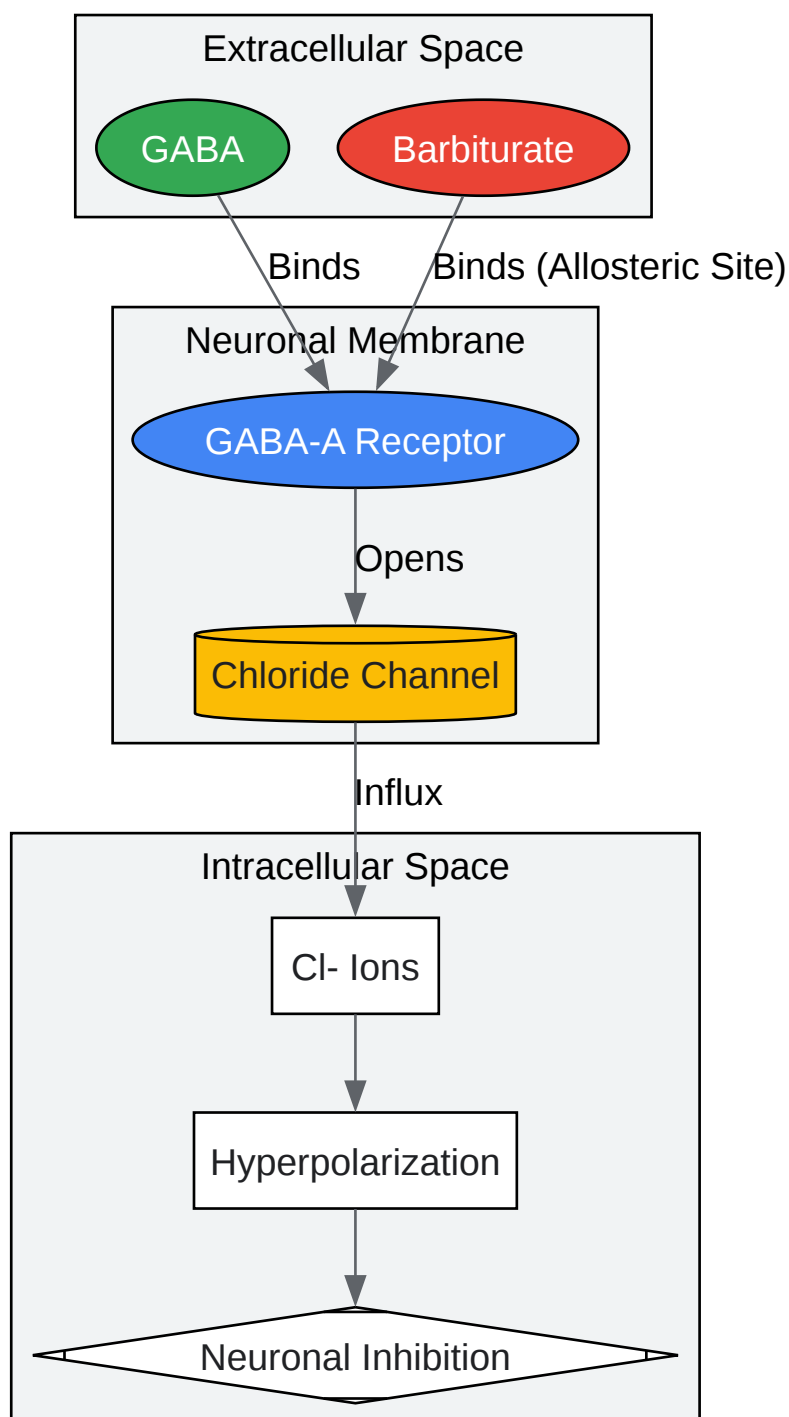 Extracellular Space
GABA
Barbiturate
Binds
Binds (Allosteric Site)
Neuronal Membrane
GABA-A Receptor
Opens
Chloride Channel
Influx
Intracellular Space
Cl- Ions
Hyperpolarization
Neuronal Inhibition